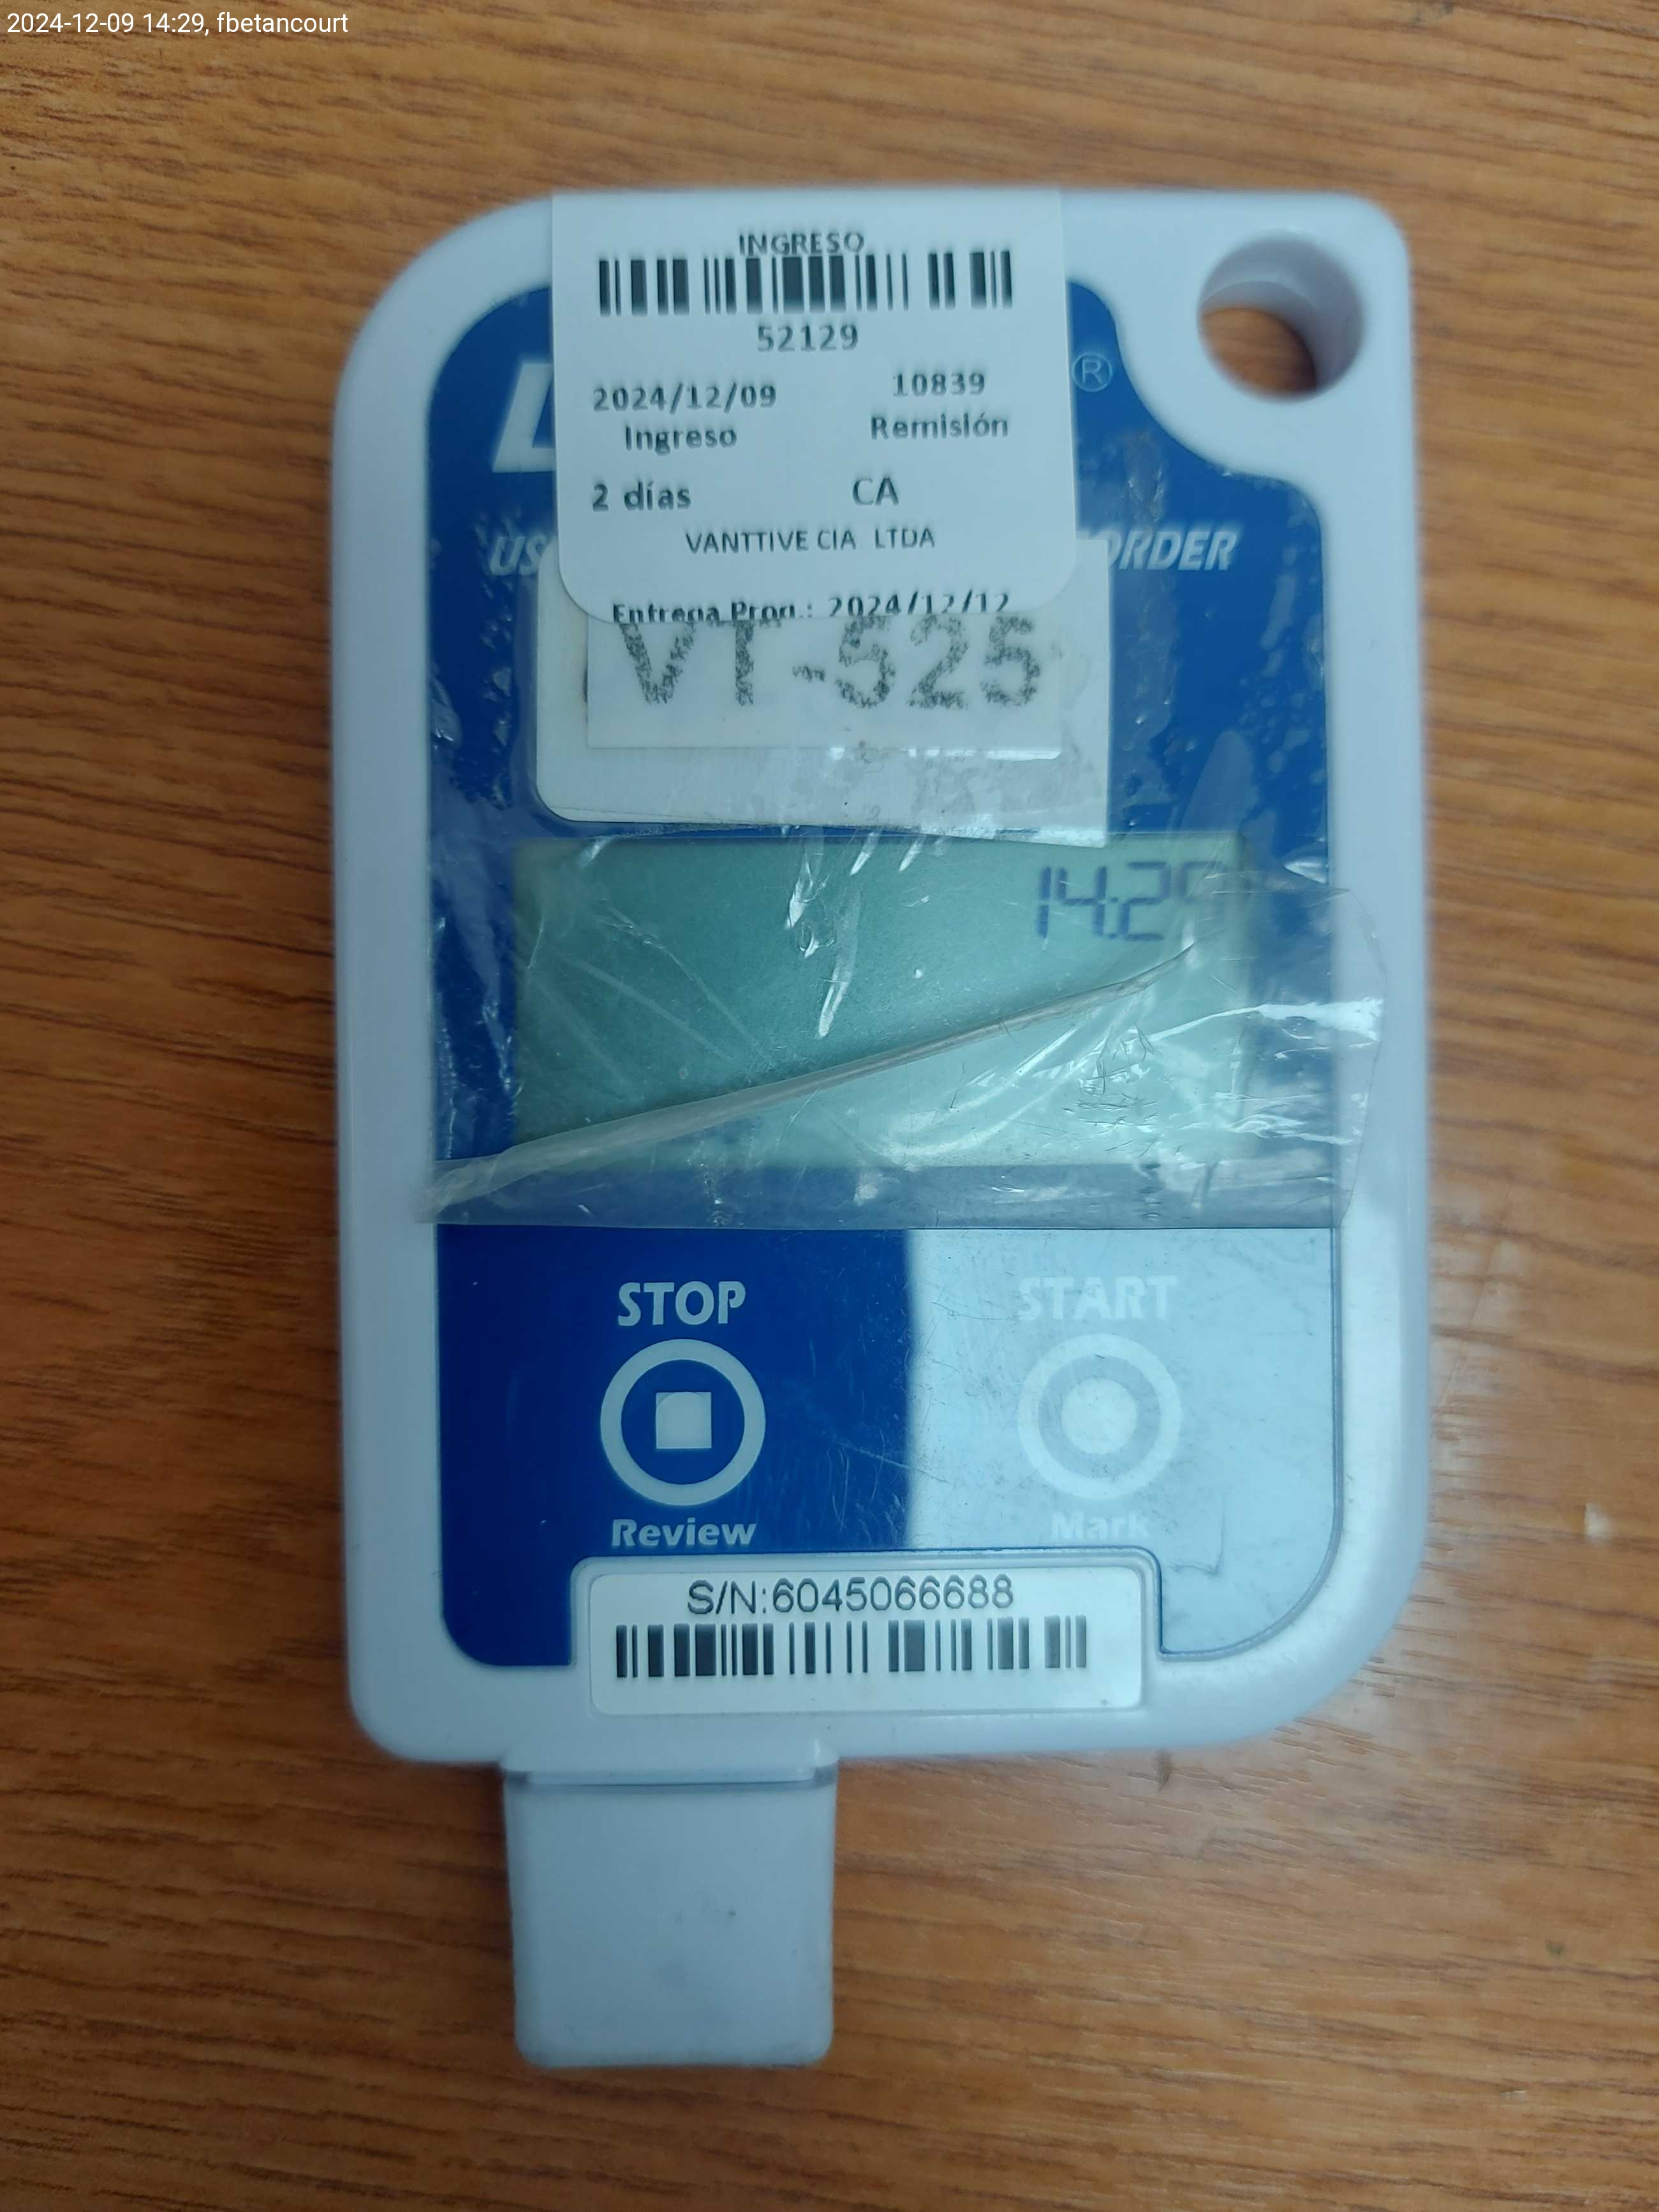 2024-12-09 14:29, fbetancourt
INGRESO
52129
2024/12/09 10839
Ingreso Remisión
2 días CA
VANTTIVE CIA. LTDA
®
ORDER
Entrega Prog.: 2024/12/12
VT-525
14:29
STOP START
Review Mark
S/N:6045066688